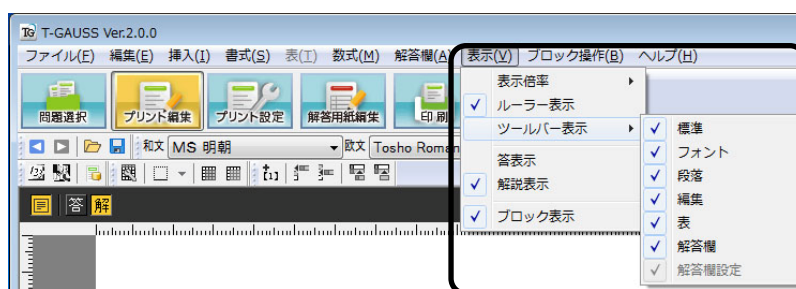 T-GAUSS Ver.2.0.0
ファイル(F) 編集(E) 挿入(I) 書式(S) 表(T) 数式(M) 解答欄(A) 表示(V) ブロック操作(B) ヘルプ(H)
問題選択 プリント編集 プリント設定 解答用紙編集 印刷
和文 MS 明朝 欧文 Tosho Roman
答 解
表示倍率
ルーラー表示
ツールバー表示
答表示
解説表示
ブロック表示
標準
フォント
段落
編集
表
解答欄
解答欄設定